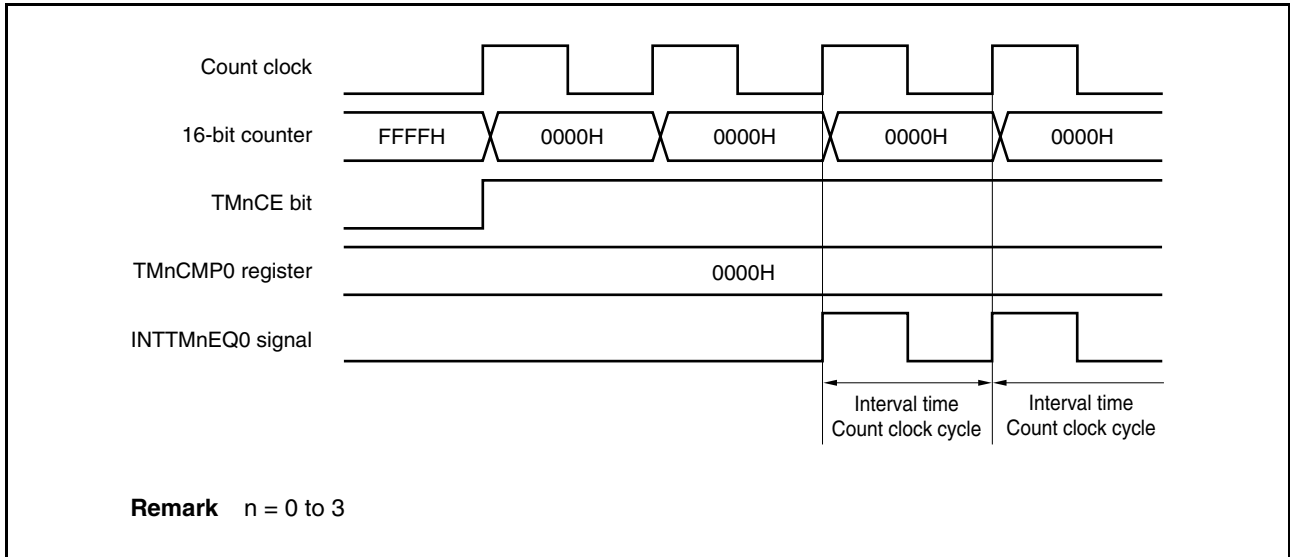 Count clock
16-bit counter FFFFH 0000H 0000H 0000H 0000H
TMnCE bit
TMnCMP0 register 0000H
INTTMnEQ0 signal
Interval time Interval time
Count clock cycle Count clock cycle
Remark n = 0 to 3